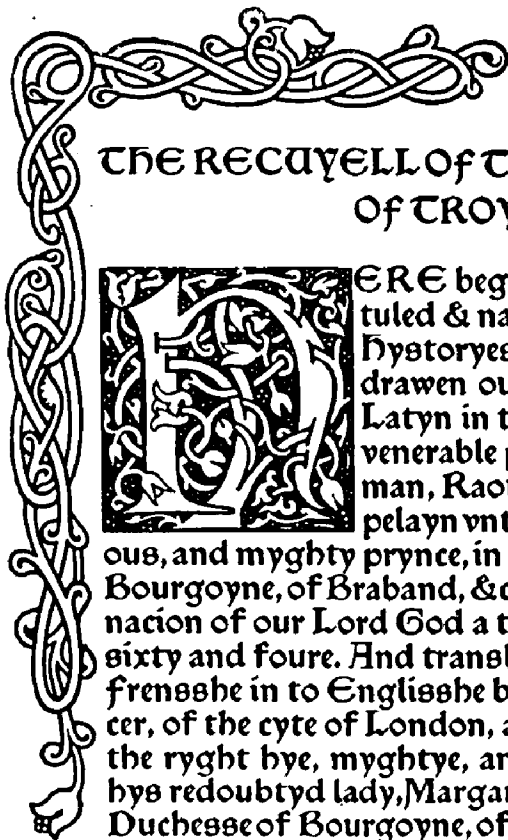 THE RECUYELL OF T
OF TROY
HERE beg
tuled & na
Hystoryes
drawen ou
Latyn in t
venerable p
man, Raou
pelayn vnt
ous, and myghty prynce, in
Bourgoyne, of Braband, &c
nacion of our Lord God a t
sixty and foure. And transl
frensshe in to Englisshe b
cer, of the cyte of London, a
the ryght hye, myghtye, an
hys redoubtyd lady, Margar
Duchesse of Bourgoyne, of